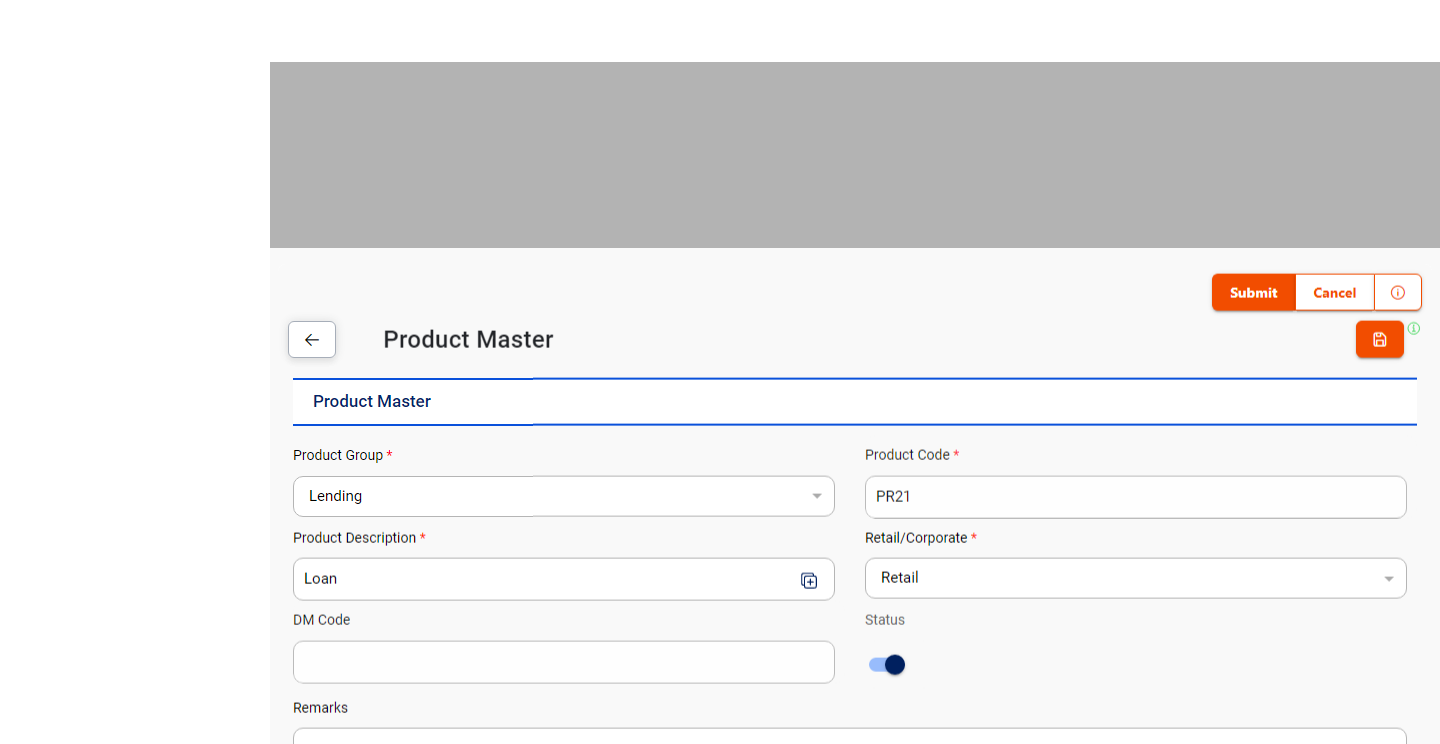 Submit Cancel
Product Master
Product Master
Product Group * Product Code *
Lending PR21
Product Description * Retail/Corporate *
Loan Retail
DM Code Status
Remarks